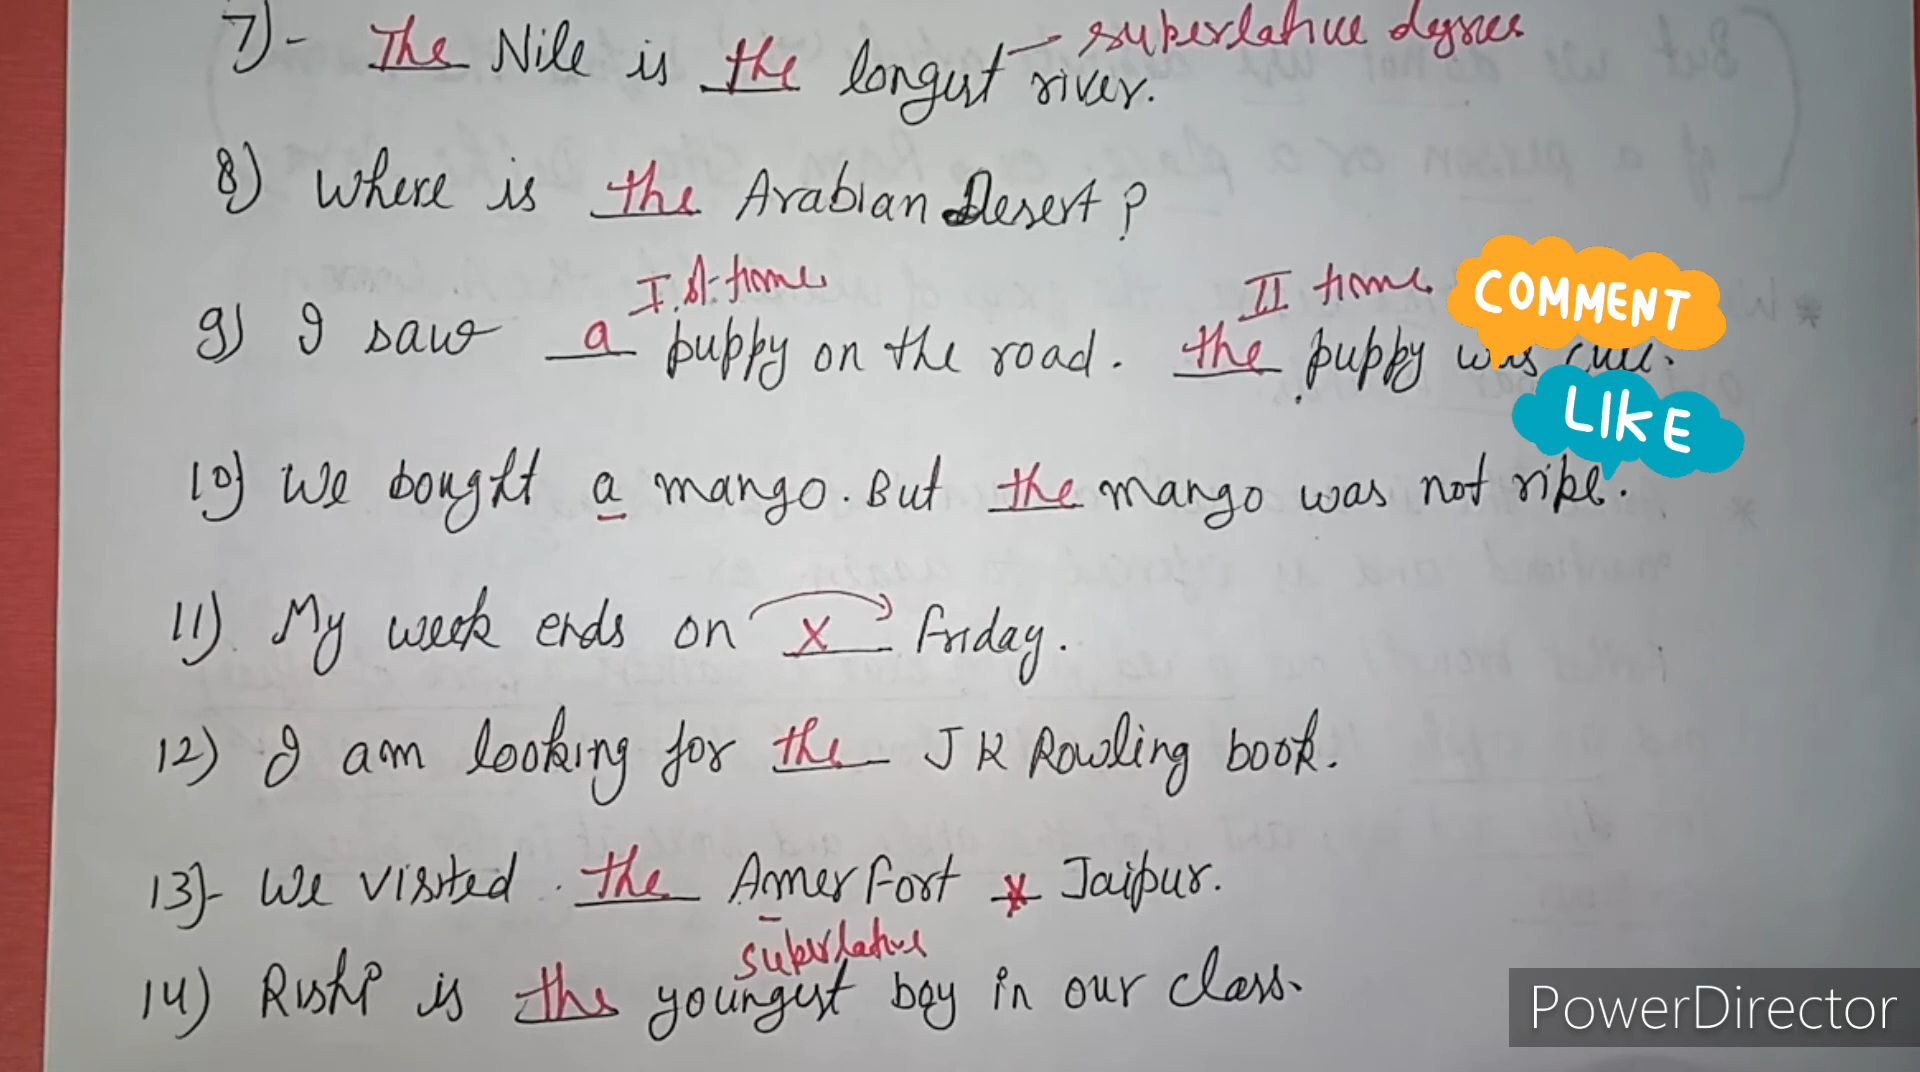 7)- The Nile is the longest river. - superlative degree
8) Where is the Arabian Desert?
I st. time II time
9) I saw a puppy on the road. the puppy was cute.
10) We bought a mango. But the mango was not ripe.
11) My week ends on x friday.
12) I am looking for the J K Rowling book.
13)- We visited the Amer fort x Jaipur.
superlative
14) Rishi is the youngest boy in our class.
COMMENT
LIKE
PowerDirector